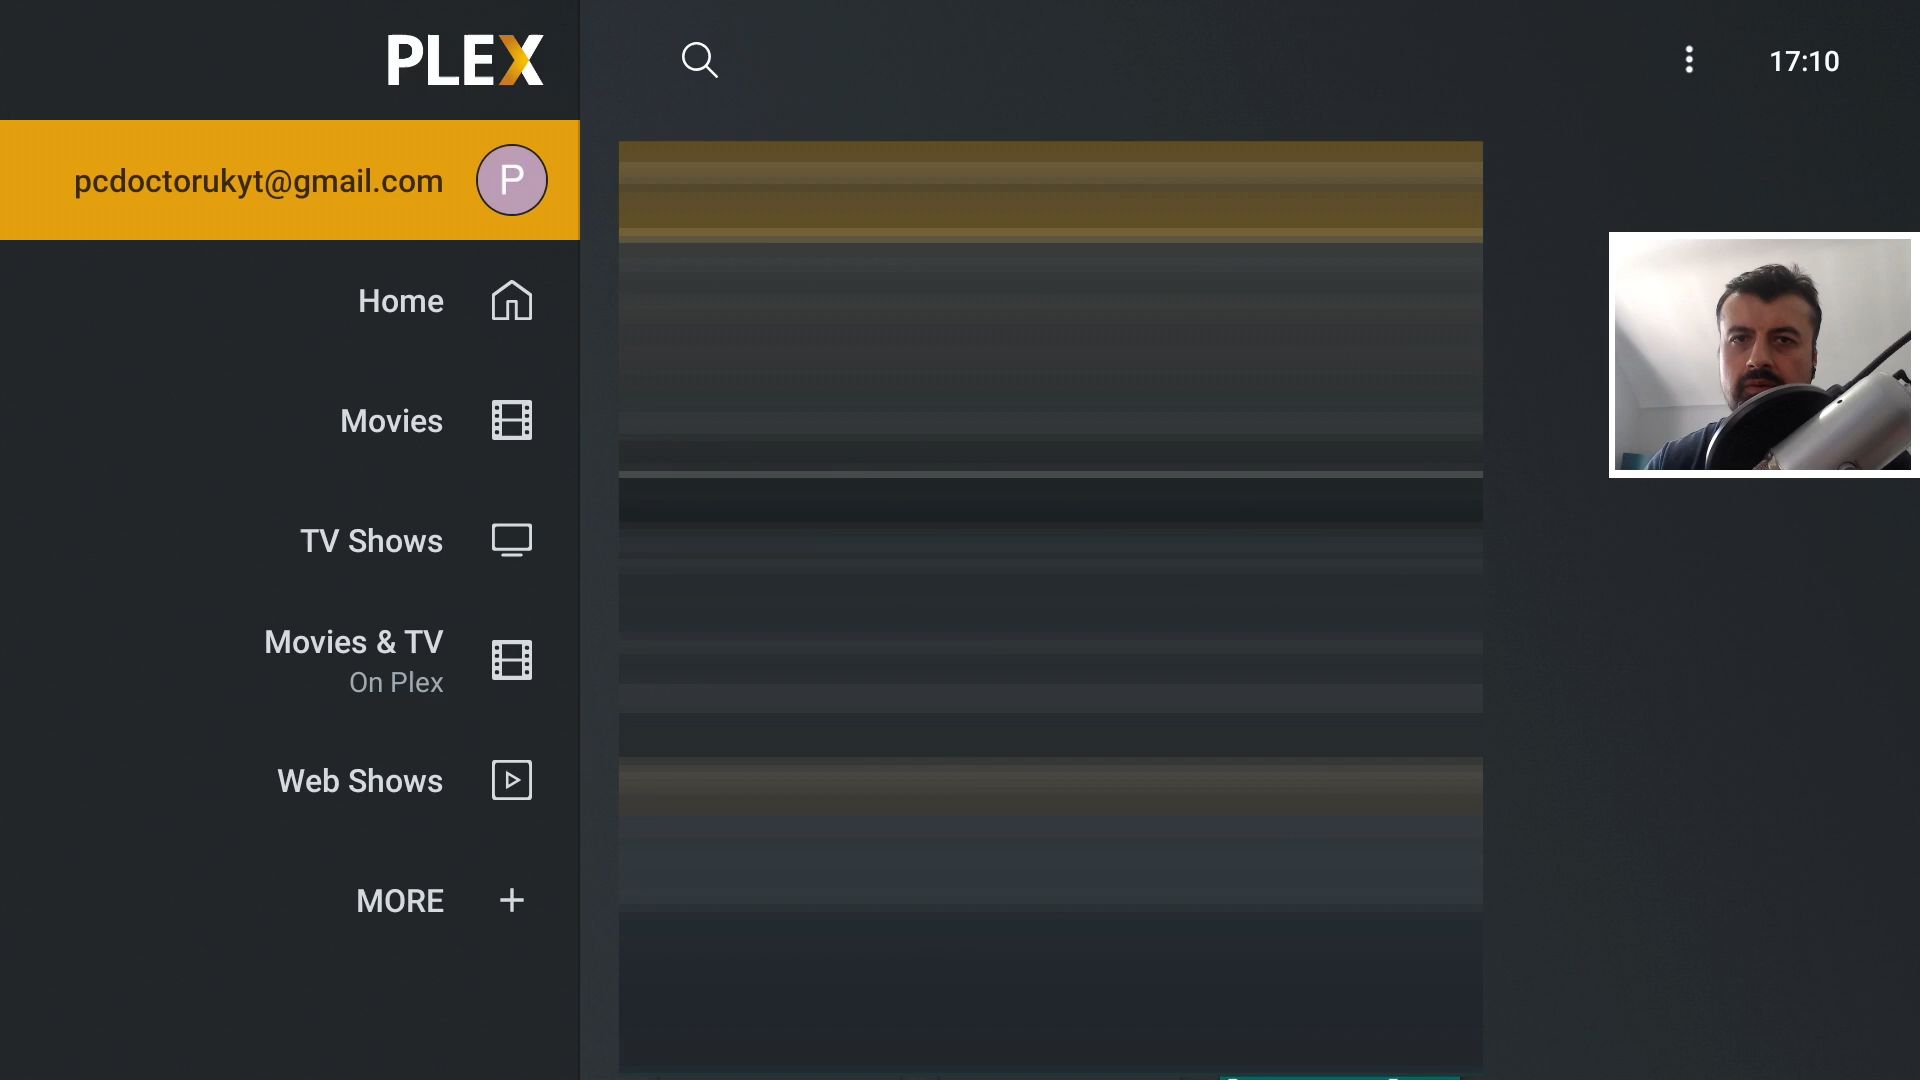 PLEX
17:10
pcdoctorukyt@gmail.com
P
Home
Movies
TV Shows
Movies & TV
On Plex
Web Shows
MORE